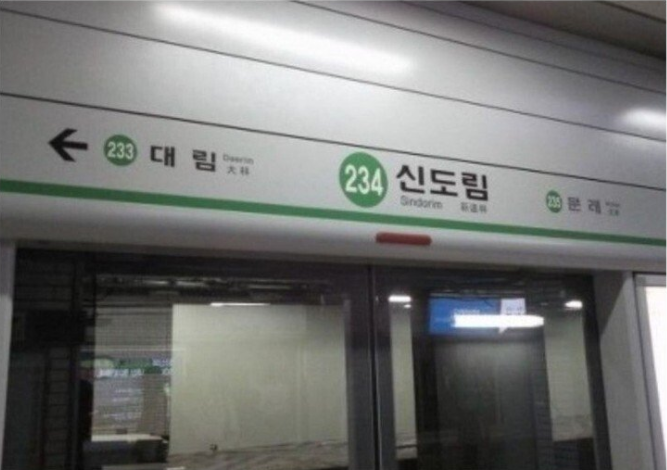 233 대림 Daerim 大林
234 신도림 Sindorim 新道林
235 문래